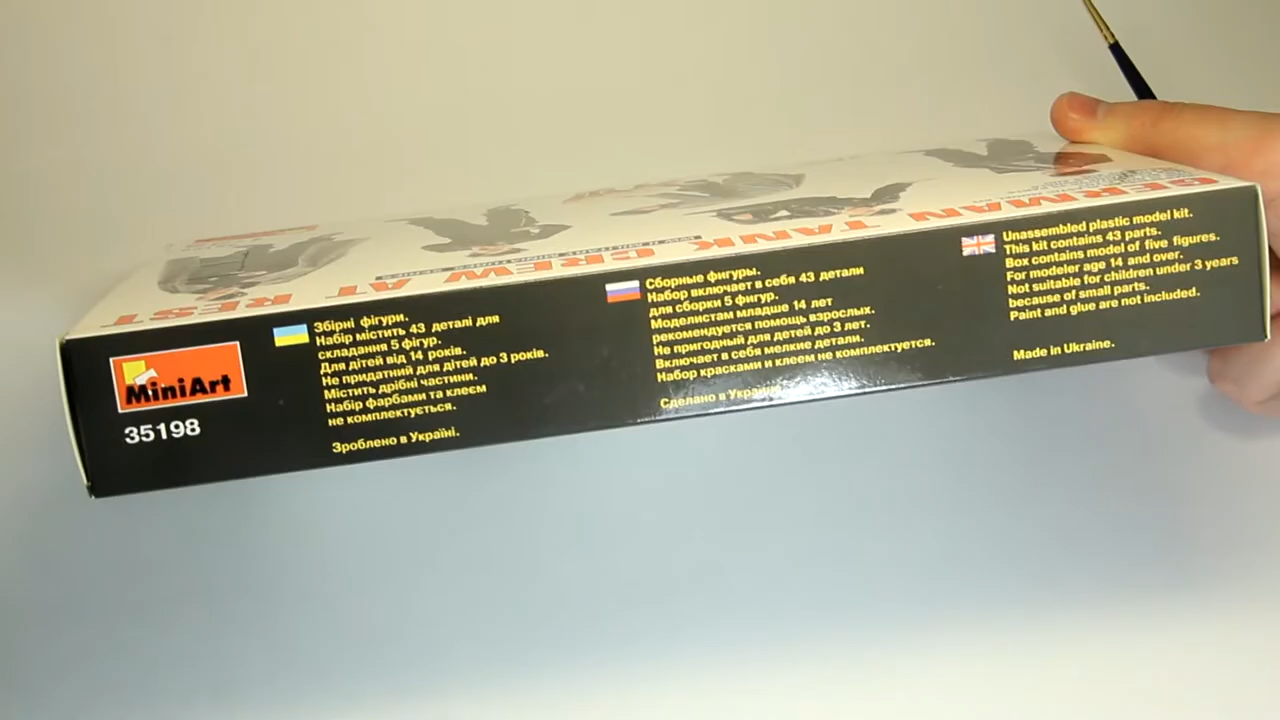 GERMAN TANK CREW AT REST
MiniArt
35198
Збірні фігури.
Набір містить 43 деталі для
складання 5 фігур.
Для дітей від 14 років.
Не придатний для дітей до 3 років.
Містить дрібні частини.
Набір фарбами та клеєм
не комплектується.
Зроблено в Україні.
Сборные фигуры.
Набор включает в себя 43 детали
для сборки 5 фигур.
Моделистам младше 14 лет
рекомендуется помощь взрослых.
Не пригодный для детей до 3 лет.
Включает в себя мелкие детали.
Набор красками и клеем не комплектуется.
Сделано в Украине.
Unassembled plastic model kit.
This kit contains 43 parts.
Box contains model of five figures.
For modeler age 14 and over.
Not suitable for children under 3 years
because of small parts.
Paint and glue are not included.
Made in Ukraine.